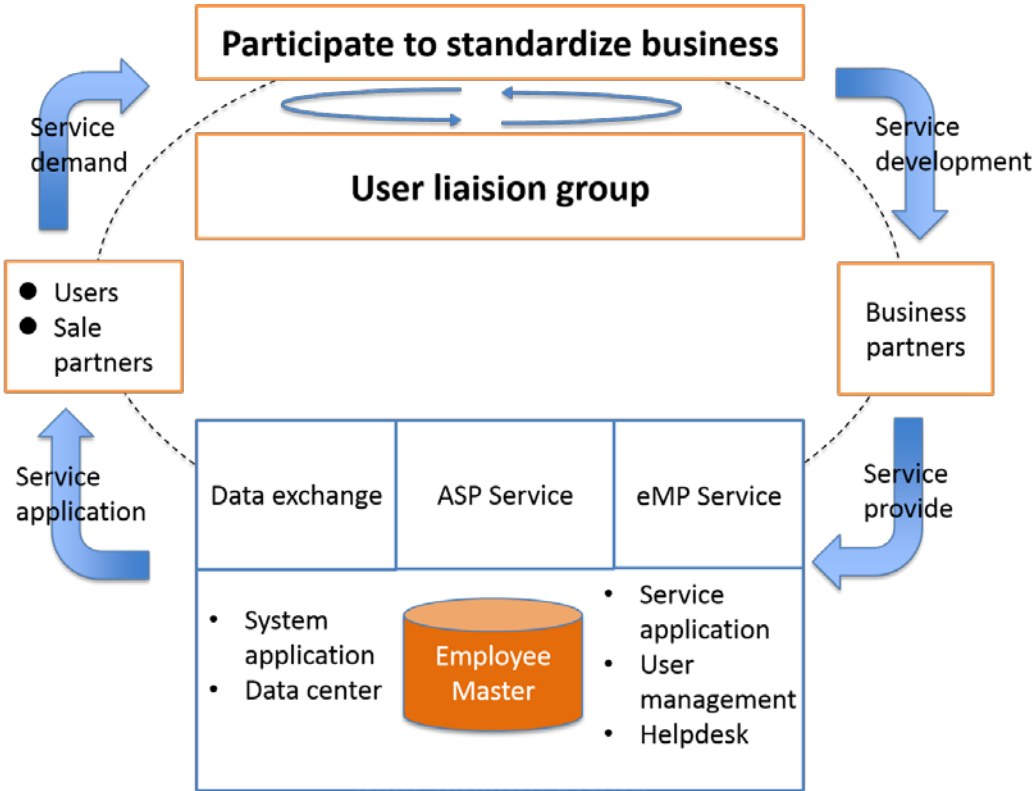 Participate to standardize business
Service
demand
Service
development
User liaision group
● Users
● Sale
partners
Business
partners
Service
application
Data exchange
ASP Service
eMP Service
Service
provide
• System
application
• Data center
Employee
Master
• Service
application
• User
management
• Helpdesk